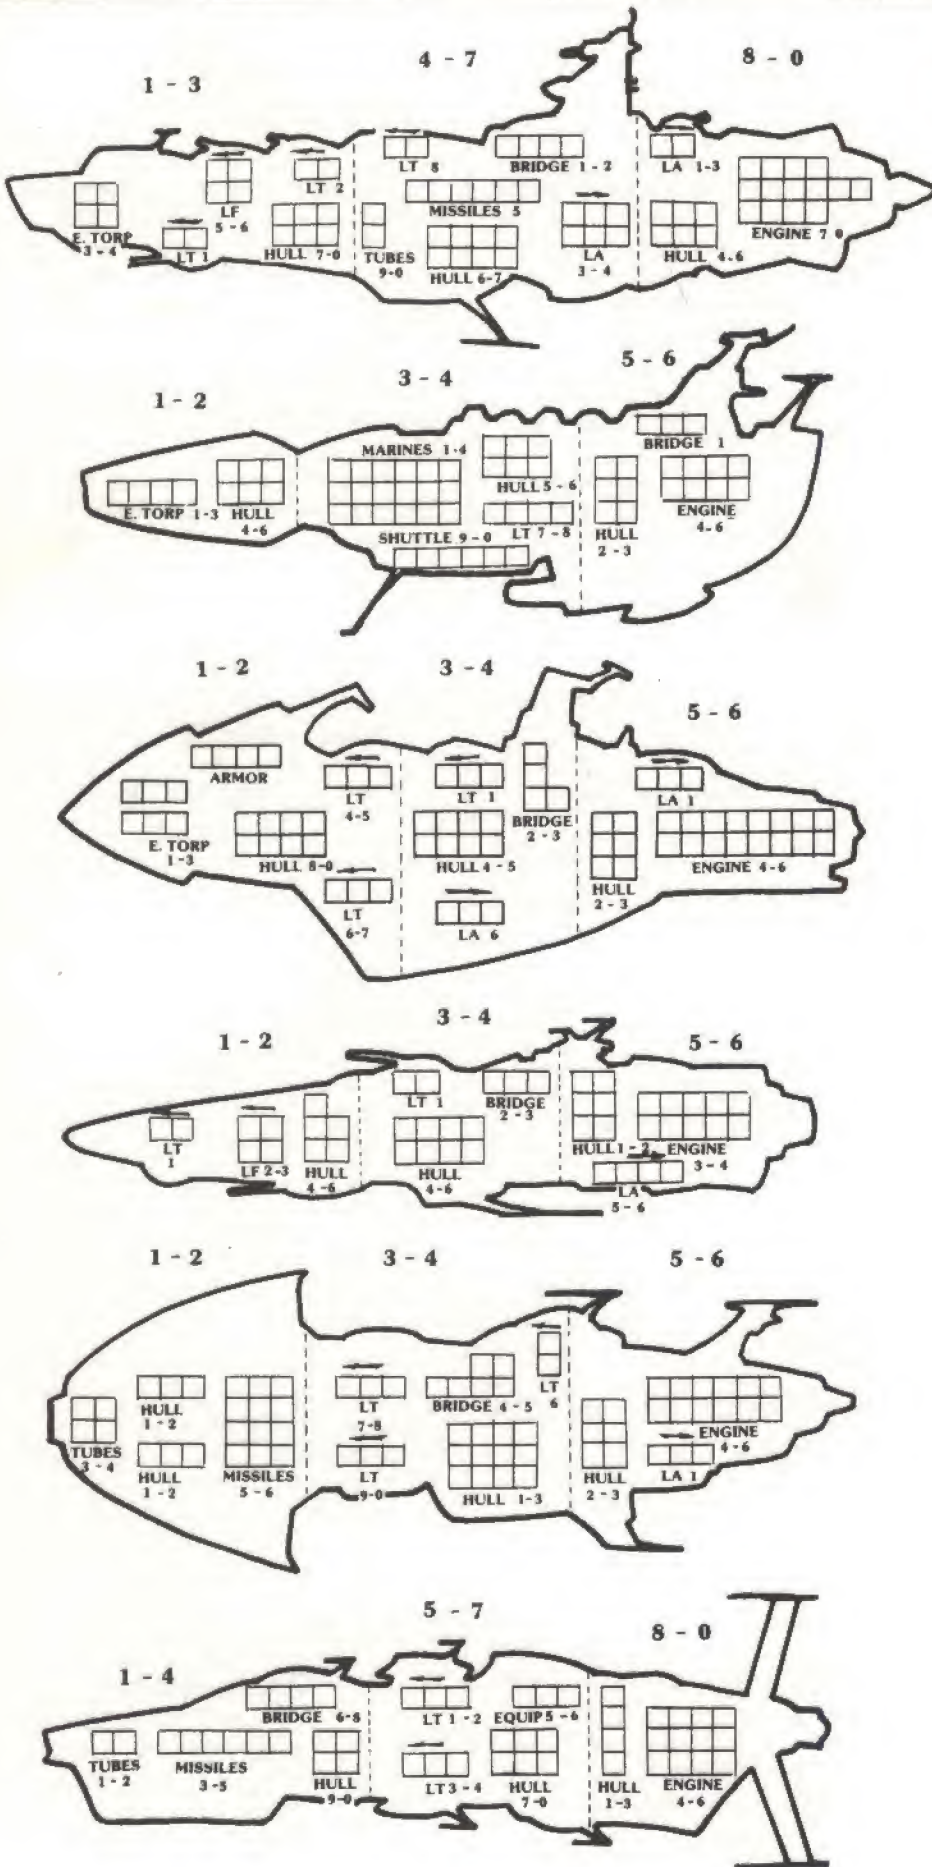 1 - 3
4 - 7
8 - 0
E. TORP
3 - 4
LT 1
LF
5 - 6
LT 2
HULL 7-0
LT 8
BRIDGE 1 - 2
MISSILES 5
TUBES
9-0
HULL 6-7
LA
3 - 4
LA 1-3
HULL 4-6
ENGINE 7 0
1 - 2
3 - 4
5 - 6
E. TORP 1-3
HULL
4-6
MARINES 1-4
HULL 5 - 6
SHUTTLE 9 - 0
LT 7 - 8
BRIDGE 1
HULL
2 - 3
ENGINE
4-6
1 - 2
3 - 4
5 - 6
ARMOR
E. TORP
1-3
HULL 8-0
LT
4-5
LT
6-7
LT 1
HULL 4 - 5
LA 6
BRIDGE
2 - 3
LA 1
HULL
2-3
ENGINE 4-6
1 - 2
3 - 4
5 - 6
LT
1
LF 2-3
HULL
4-6
LT 1
BRIDGE
2-3
HULL
4-6
HULL 1 - 2
ENGINE
3-4
LA
5-6
1 - 2
3 - 4
5 - 6
TUBES
3 - 4
HULL
1 - 2
HULL
1 - 2
MISSILES
5 - 6
LT
7-8
LT
9-0
BRIDGE 4 - 5
LT
6
HULL 1-3
HULL
2 - 3
ENGINE
4-6
LA 1
1 - 4
5 - 7
8 - 0
BRIDGE 6-8
TUBES
1 - 2
MISSILES
3-5
HULL
9-0
LT 1 - 2
EQUIP 5 - 6
LT 3 - 4
HULL
7-0
HULL
1-3
ENGINE
4-6